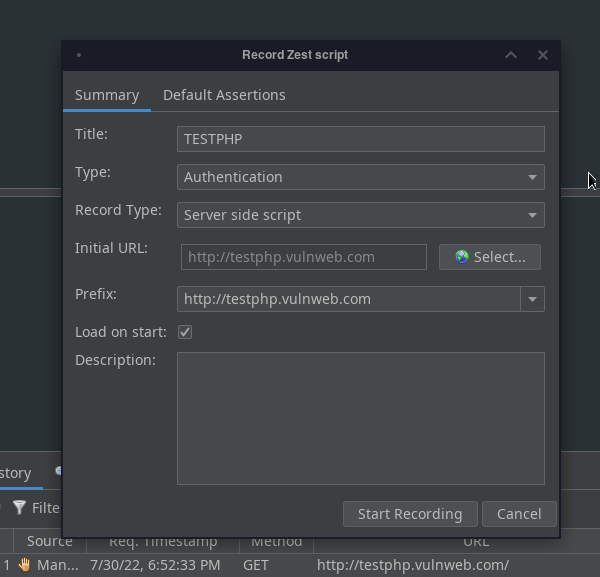 Record Zest script
Summary Default Assertions
Title: TESTPHP
Type: Authentication
Record Type: Server side script
Initial URL: http://testphp.vulnweb.com Select...
Prefix: http://testphp.vulnweb.com
Load on start:
Description:
Start Recording Cancel
story
Filte
Source Req. Timestamp Method URL
1 Man... 7/30/22, 6:52:33 PM GET http://testphp.vulnweb.com/